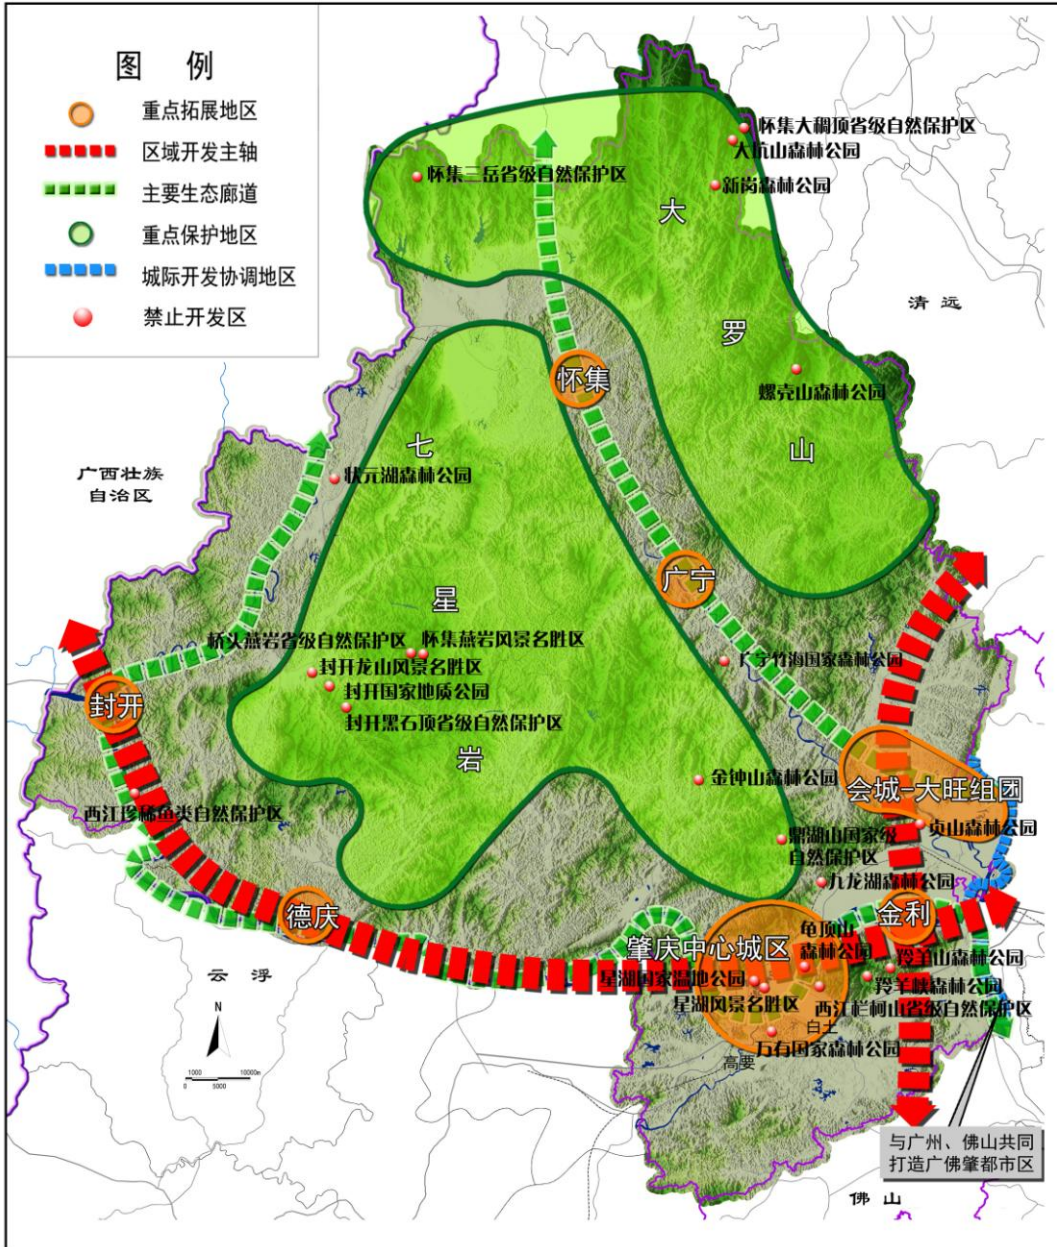 图 例
重点拓展地区
区域开发主轴
主要生态廊道
重点保护地区
城际开发协调地区
禁止开发区
怀集大稠顶省级自然保护区
大坑山森林公园
怀集三岳省级自然保护区
新岗森林公园
大
罗
山
清 远
螺壳山森林公园
怀集
七
星
岩
广西壮族
自治区
状元湖森林公园
广宁
桥头燕岩省级自然保护区
怀集燕岩风景名胜区
封开龙山风景名胜区
封开国家地质公园
封开黑石顶省级自然保护区
广宁竹海国家森林公园
封开
金钟山森林公园
会城-大旺组团
贞山森林公园
西江珍稀鱼类自然保护区
鼎湖山国家级
自然保护区
九龙湖森林公园
德庆
金利
肇庆中心城区
龟顶山
森林公园
羚羊山森林公园
星湖国家湿地公园
羚羊峡森林公园
星湖风景名胜区
西江栏柯山省级自然保护区
白土
万有国家森林公园
高要
云 浮
N
1000
10000m
0
5000
与广州、佛山共同
打造广佛肇都市区
佛 山